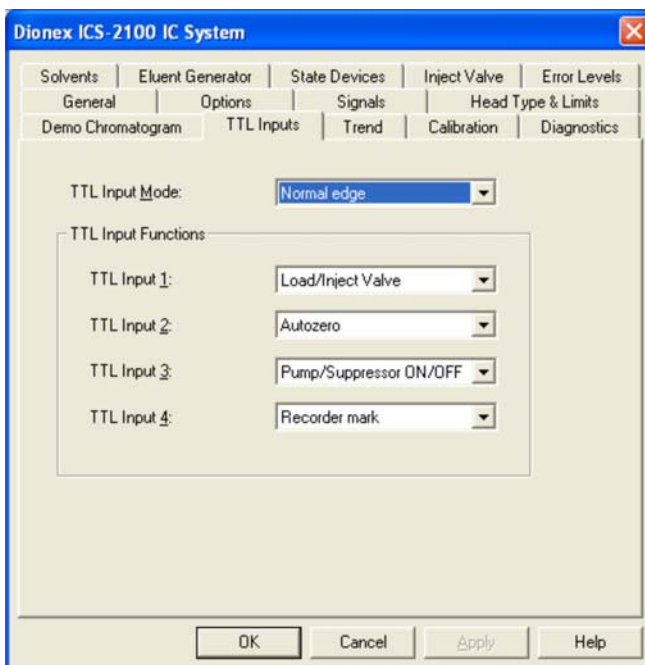 Dionex ICS-2100 IC System
Solvents Eluent Generator State Devices Inject Valve Error Levels
General Options Signals Head Type & Limits
Demo Chromatogram TTL Inputs Trend Calibration Diagnostics
TTL Input Mode: Normal edge
TTL Input Functions
TTL Input 1: Load/Inject Valve
TTL Input 2: Autozero
TTL Input 3: Pump/Suppressor ON/OFF
TTL Input 4: Recorder mark
OK Cancel Apply Help